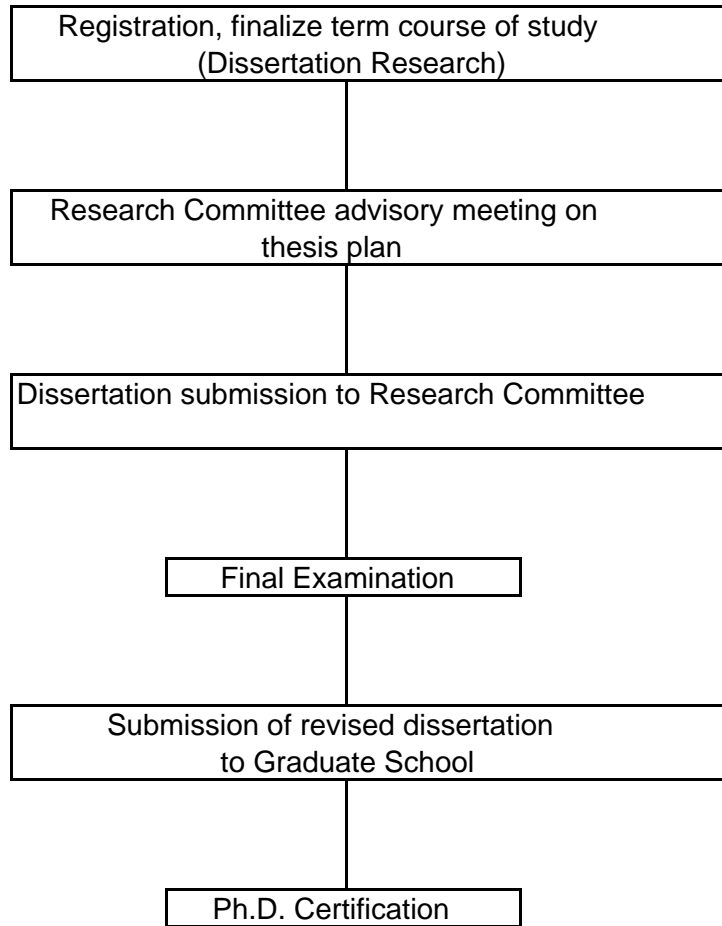 Registration, finalize term course of study
(Dissertation Research)
Research Committee advisory meeting on
thesis plan
Dissertation submission to Research Committee
Final Examination
Submission of revised dissertation
to Graduate School
Ph.D. Certification